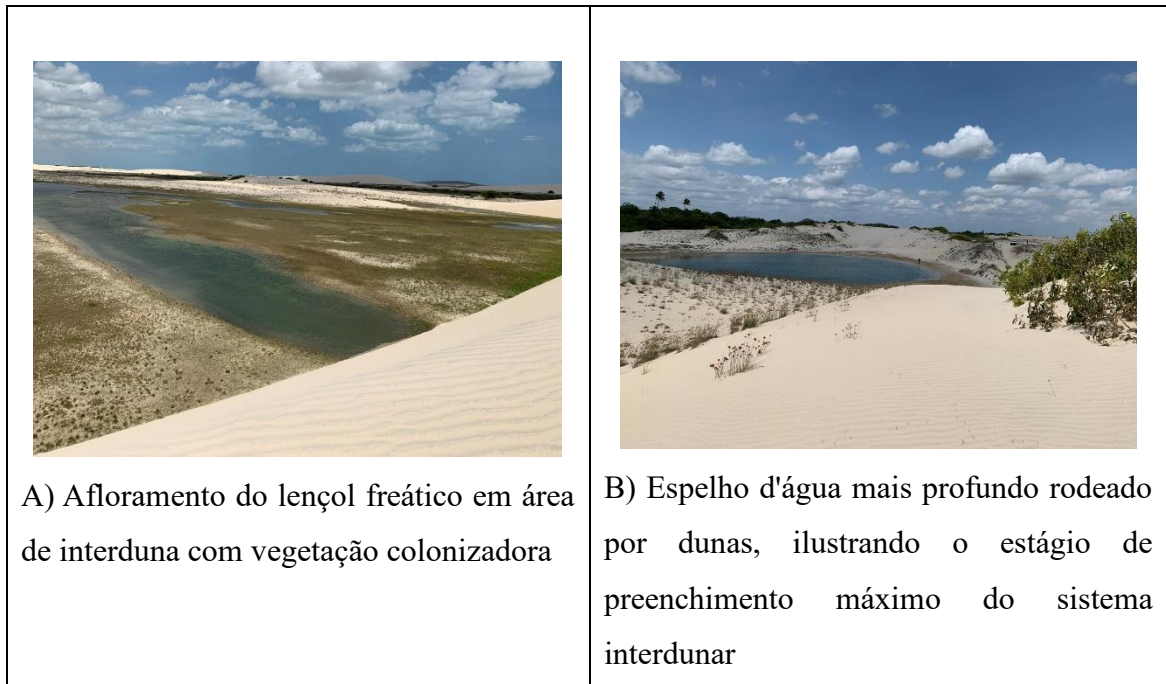 A) Afloramento do lençol freático em área
de interduna com vegetação colonizadora
B) Espelho d'água mais profundo rodeado
por dunas, ilustrando o estágio de
preenchimento máximo do sistema
interdunar